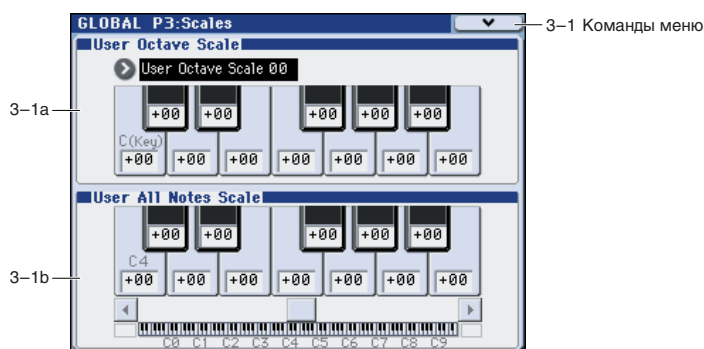 GLOBAL P3:Scales
3–1 Команды меню
User Octave Scale
User Octave Scale 00
3–1a
+00 +00 +00 +00 +00
C(Key)
+00 +00 +00 +00 +00 +00 +00
User All Notes Scale
+00 +00 +00 +00 +00
C4
3–1b
+00 +00 +00 +00 +00 +00 +00
C0 C1 C2 C3 C4 C5 C6 C7 C8 C9